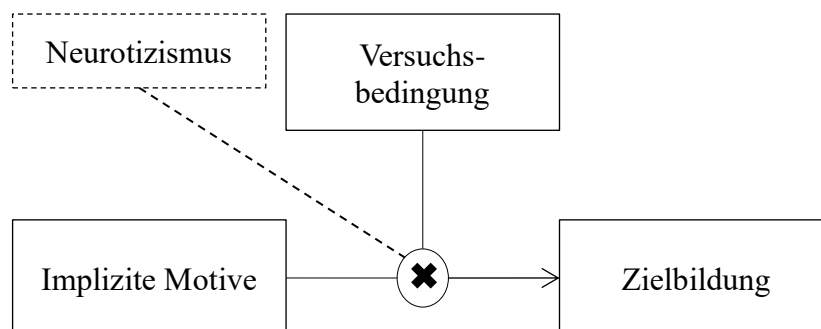 Neurotizismus
Versuchs-
bedingung
Implizite Motive
Zielbildung